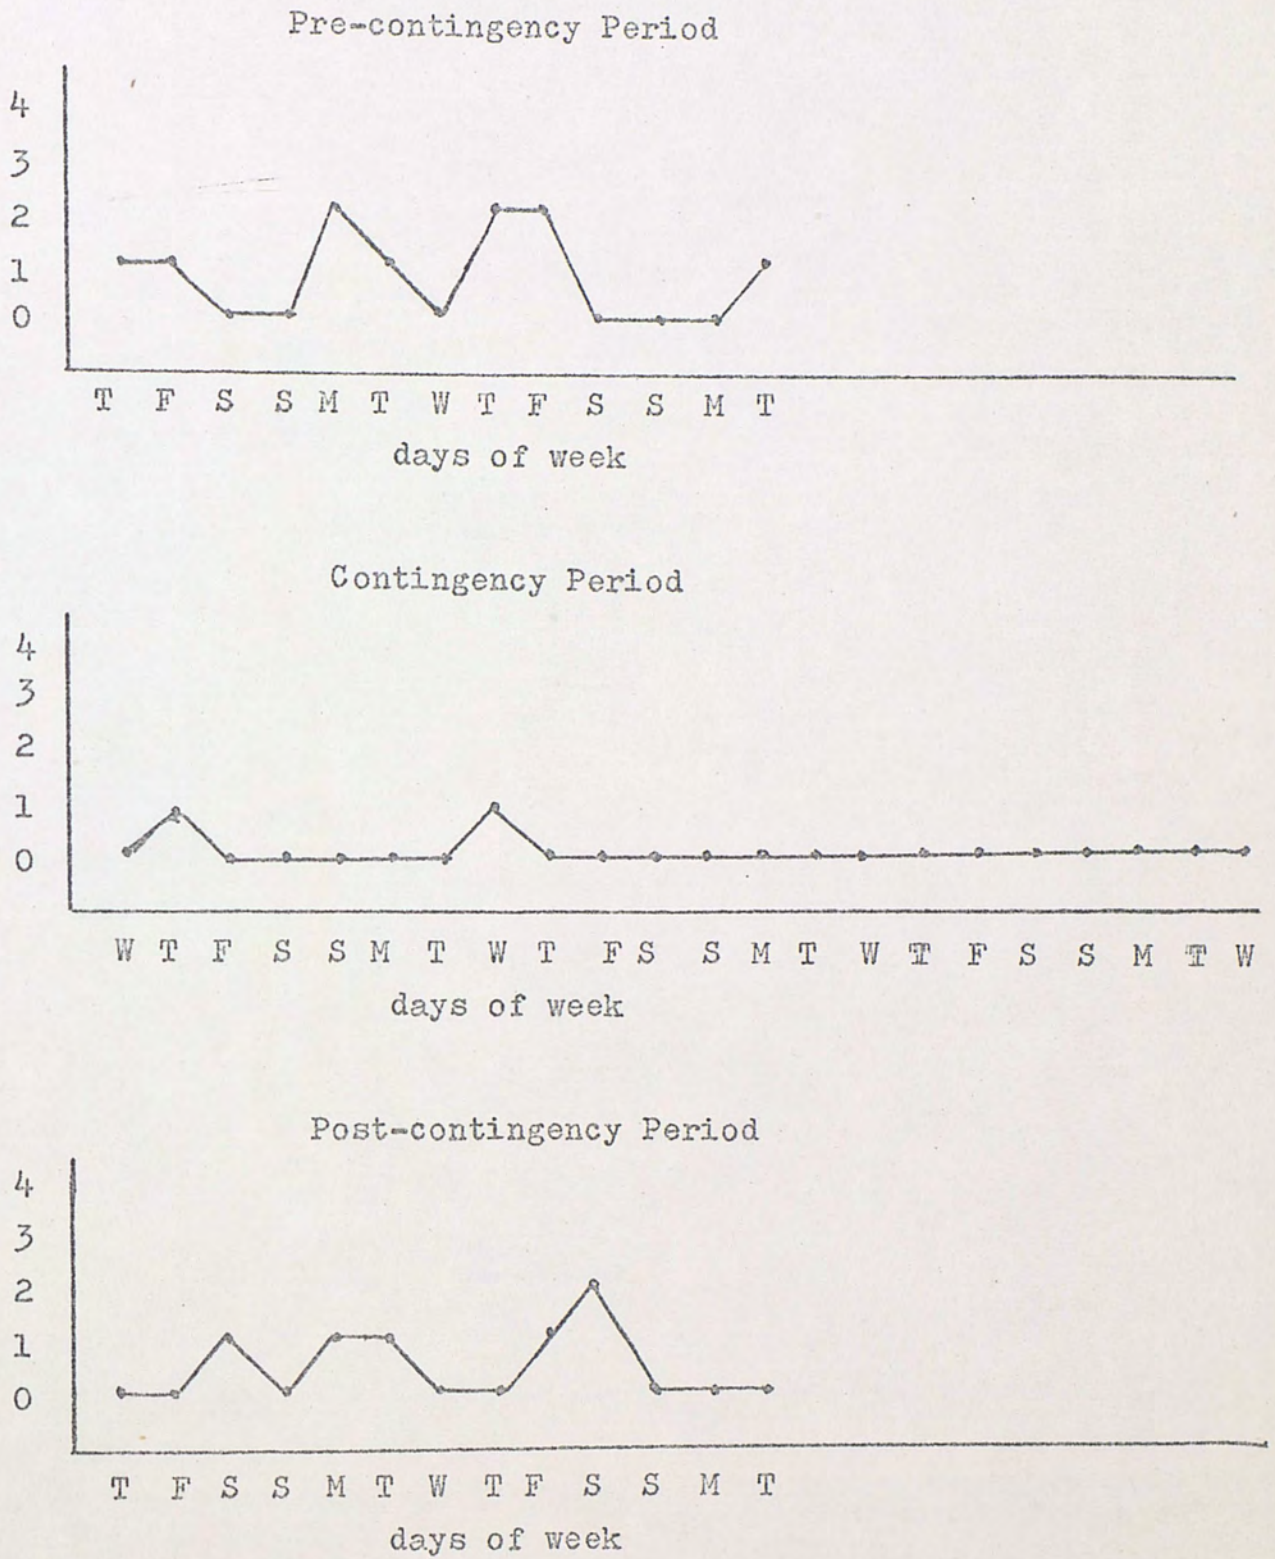 Pre-contingency Period
4
3
2
1
0
T F S S M T W T F S S M T
days of week
Contingency Period
4
3
2
1
0
W T F S S M T W T F S S M T W T F S S M T W
days of week
Post-contingency Period
4
3
2
1
0
T F S S M T W T F S S M T
days of week